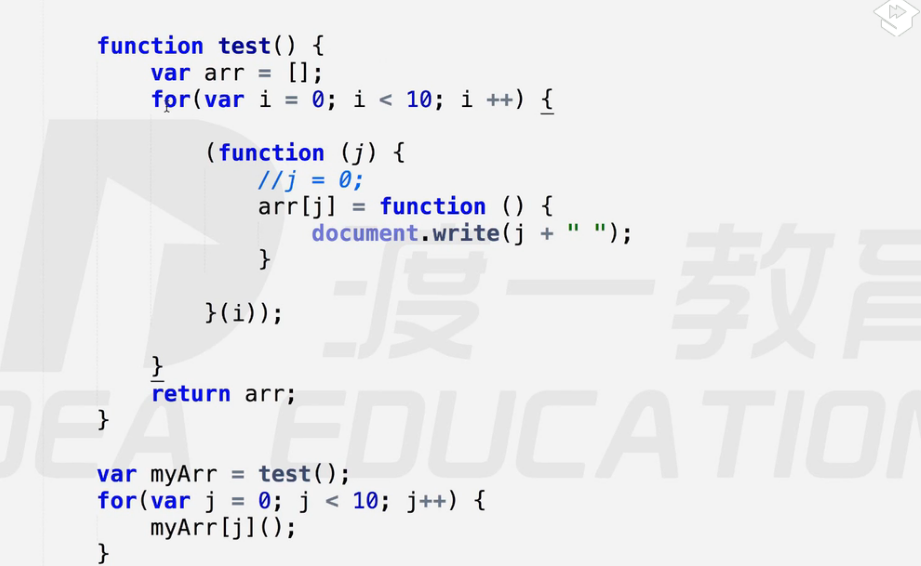 function test() {
    var arr = [];
    for(var i = 0; i < 10; i ++) {
        (function (j) {
            //j = 0;
            arr[j] = function () {
                document.write(j + " ");
            }
        }(i));
    }
    return arr;
}
var myArr = test();
for(var j = 0; j < 10; j++) {
    myArr[j]();
}
渡一教育
DEA EDUCATION